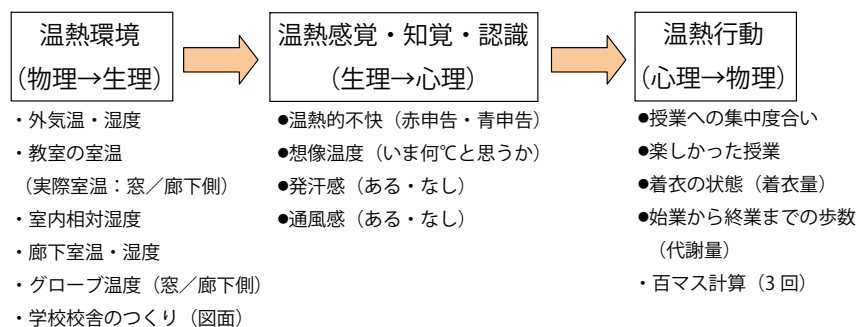 温熱環境
（物理→生理）
・外気温・湿度
・教室の室温
（実際室温：窓／廊下側）
・室内相対湿度
・廊下室温・湿度
・グローブ温度（窓／廊下側）
・学校校舎のつくり（図面）
温熱感覚・知覚・認識
（生理→心理）
●温熱的不快（赤申告・青申告）
●想像温度（いま何℃と思うか）
●発汗感（ある・なし）
●通風感（ある・なし）
温熱行動
（心理→物理）
●授業への集中度合い
●楽しかった授業
●着衣の状態（着衣量）
●始業から終業までの歩数
（代謝量）
・百マス計算（3 回）